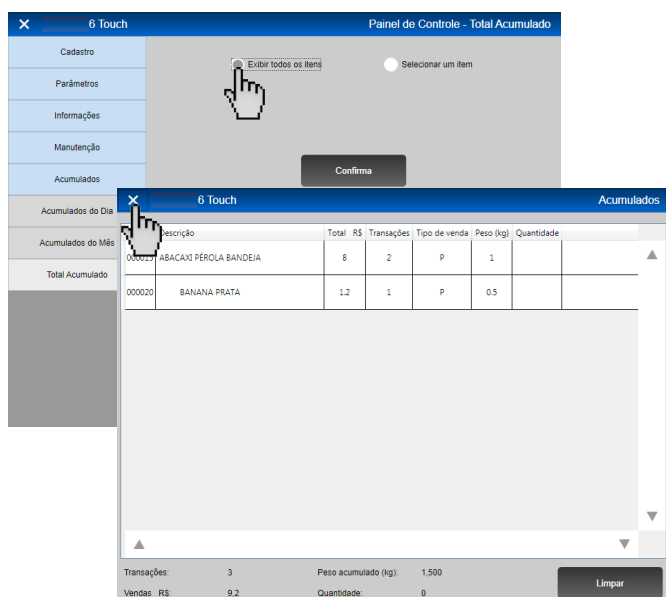 6 Touch Painel de Controle - Total Acumulado
Cadastro
Parâmetros
Informações
Manutenção
Acumulados
Acumulados do Dia
Acumulados do Mês
Total Acumulado
Exibir todos os itens Selecionar um item
Confirma
6 Touch Acumulados
Descrição Total R$ Transações Tipo de venda Peso (kg) Quantidade
000015 ABACAXI PÉROLA BANDEJA 8 2 P 1
000020 BANANA PRATA 1.2 1 P 0.5
Transações: 3 Peso acumulado (kg): 1,500
Vendas R$: 9,2 Quantidade: 0
Limpar